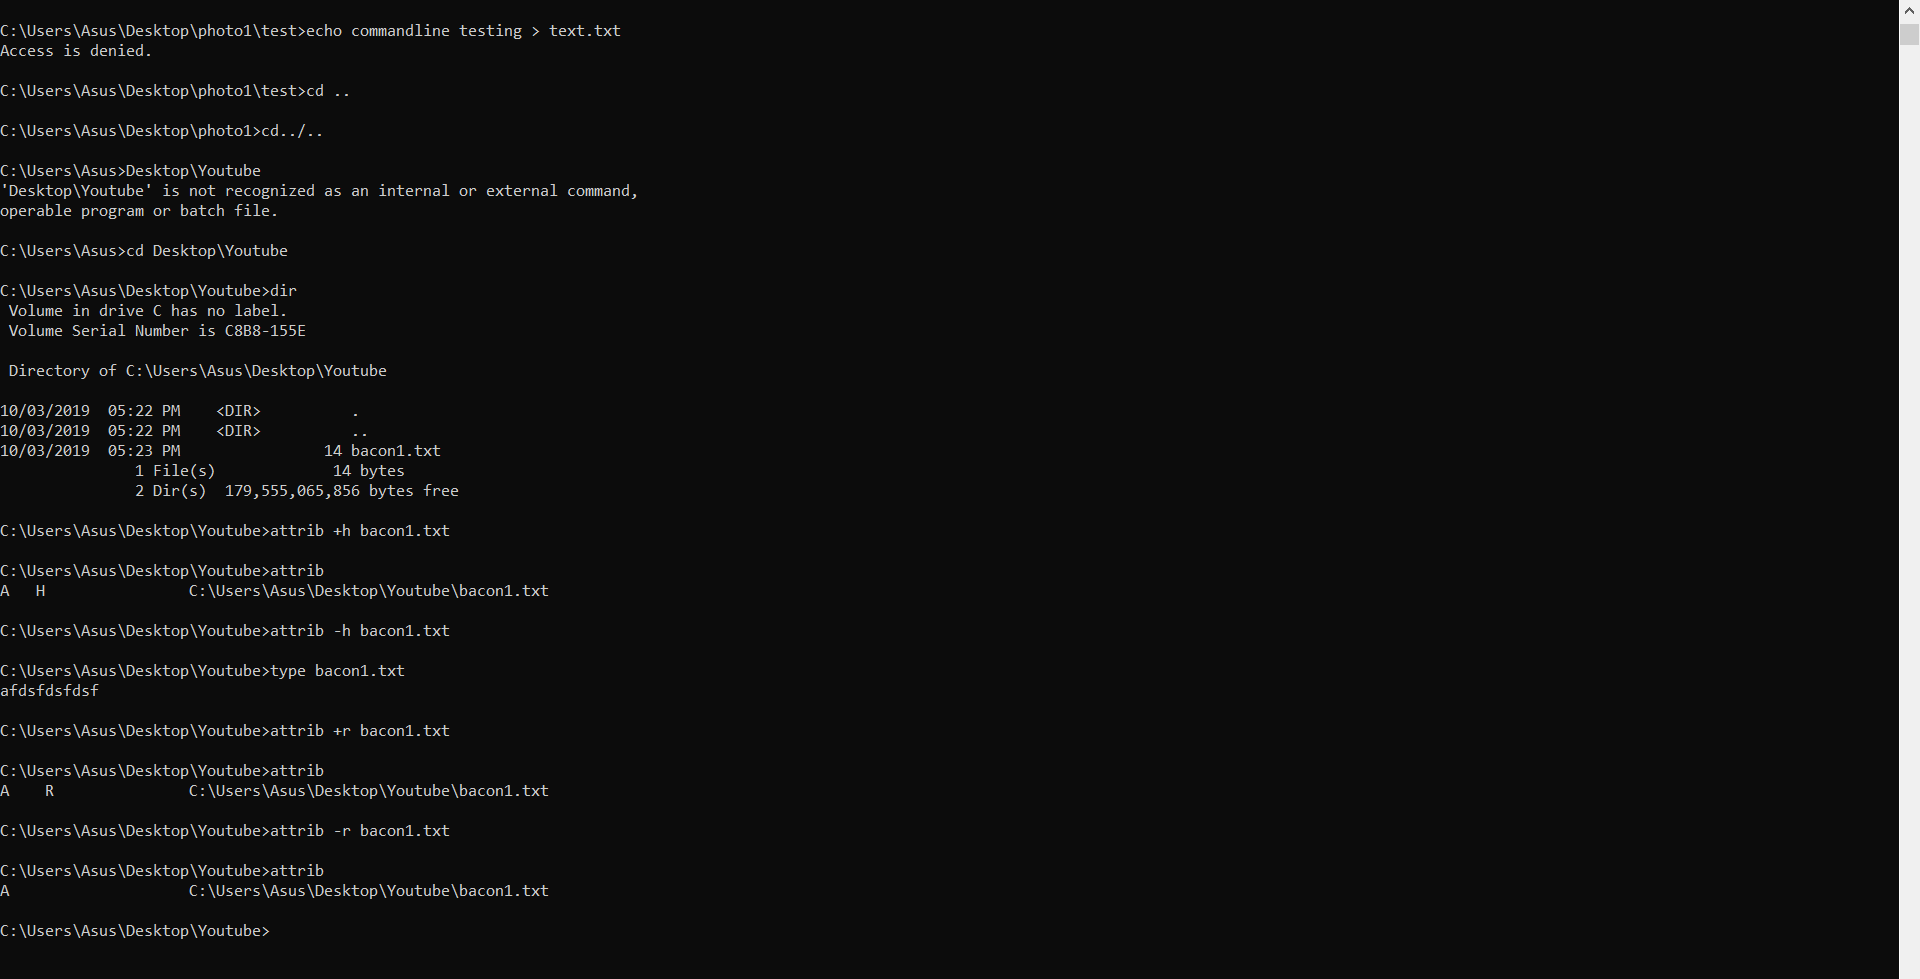 C:\Users\Asus\Desktop\photo1\test>echo commandline testing > text.txt
Access is denied.
C:\Users\Asus\Desktop\photo1\test>cd ..
C:\Users\Asus\Desktop\photo1>cd../..
C:\Users\Asus>Desktop\Youtube
'Desktop\Youtube' is not recognized as an internal or external command,
operable program or batch file.
C:\Users\Asus>cd Desktop\Youtube
C:\Users\Asus\Desktop\Youtube>dir
 Volume in drive C has no label.
 Volume Serial Number is C8B8-155E
 Directory of C:\Users\Asus\Desktop\Youtube
10/03/2019  05:22 PM    <DIR>          .
10/03/2019  05:22 PM    <DIR>          ..
10/03/2019  05:23 PM                14 bacon1.txt
               1 File(s)             14 bytes
               2 Dir(s)  179,555,065,856 bytes free
C:\Users\Asus\Desktop\Youtube>attrib +h bacon1.txt
C:\Users\Asus\Desktop\Youtube>attrib
A   H                C:\Users\Asus\Desktop\Youtube\bacon1.txt
C:\Users\Asus\Desktop\Youtube>attrib -h bacon1.txt
C:\Users\Asus\Desktop\Youtube>type bacon1.txt
afdsfdsfdsf
C:\Users\Asus\Desktop\Youtube>attrib +r bacon1.txt
C:\Users\Asus\Desktop\Youtube>attrib
A    R               C:\Users\Asus\Desktop\Youtube\bacon1.txt
C:\Users\Asus\Desktop\Youtube>attrib -r bacon1.txt
C:\Users\Asus\Desktop\Youtube>attrib
A                    C:\Users\Asus\Desktop\Youtube\bacon1.txt
C:\Users\Asus\Desktop\Youtube>